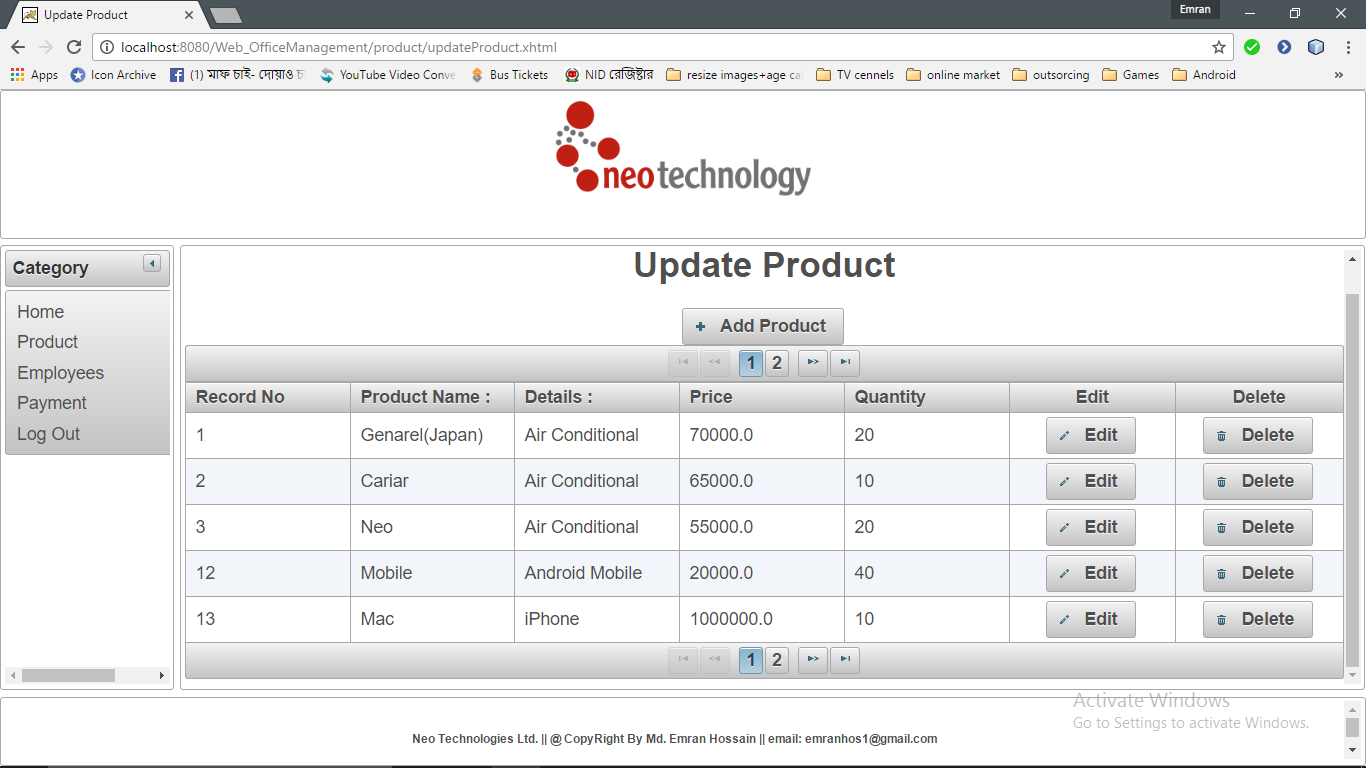 Update Product
Emran
localhost:8080/Web_OfficeManagement/product/updateProduct.xhtml
Apps Icon Archive (1) মাফ চাই- দোয়াও YouTube Video Conve Bus Tickets NID রেজিষ্টার resize images+age TV cennels online market outsorcing Games Android
neotechnology
Category
Home
Product
Employees
Payment
Log Out
Update Product
Add Product
1 2
Record No Product Name : Details : Price Quantity Edit Delete
1 Genarel(Japan) Air Conditional 70000.0 20 Edit Delete
2 Cariar Air Conditional 65000.0 10 Edit Delete
3 Neo Air Conditional 55000.0 20 Edit Delete
12 Mobile Android Mobile 20000.0 40 Edit Delete
13 Mac iPhone 1000000.0 10 Edit Delete
1 2
Activate Windows
Go to Settings to activate Windows.
Neo Technologies Ltd. || @ CopyRight By Md. Emran Hossain || email: emranhos1@gmail.com